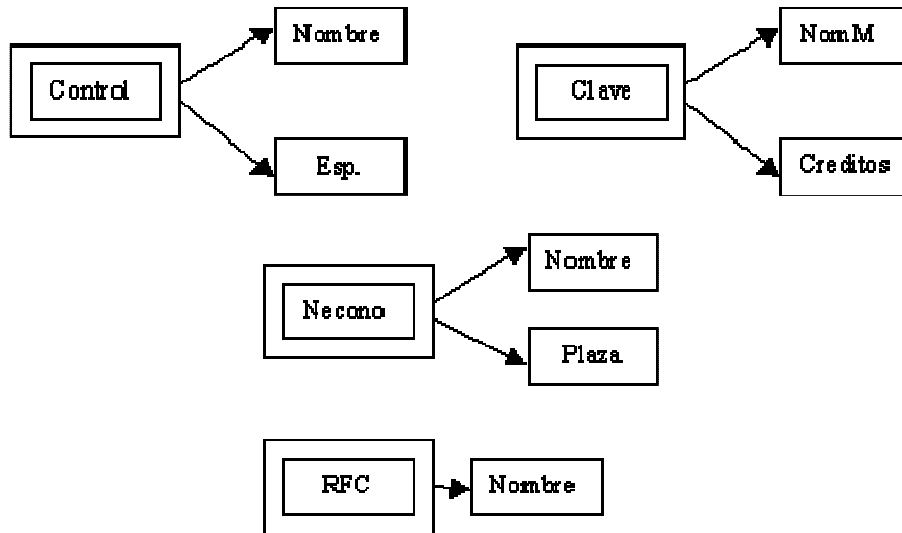 Nombre
Control
Esp.
NomM
Clave
Creditos
Nombre
Necono
Plaza
RFC
Nombre